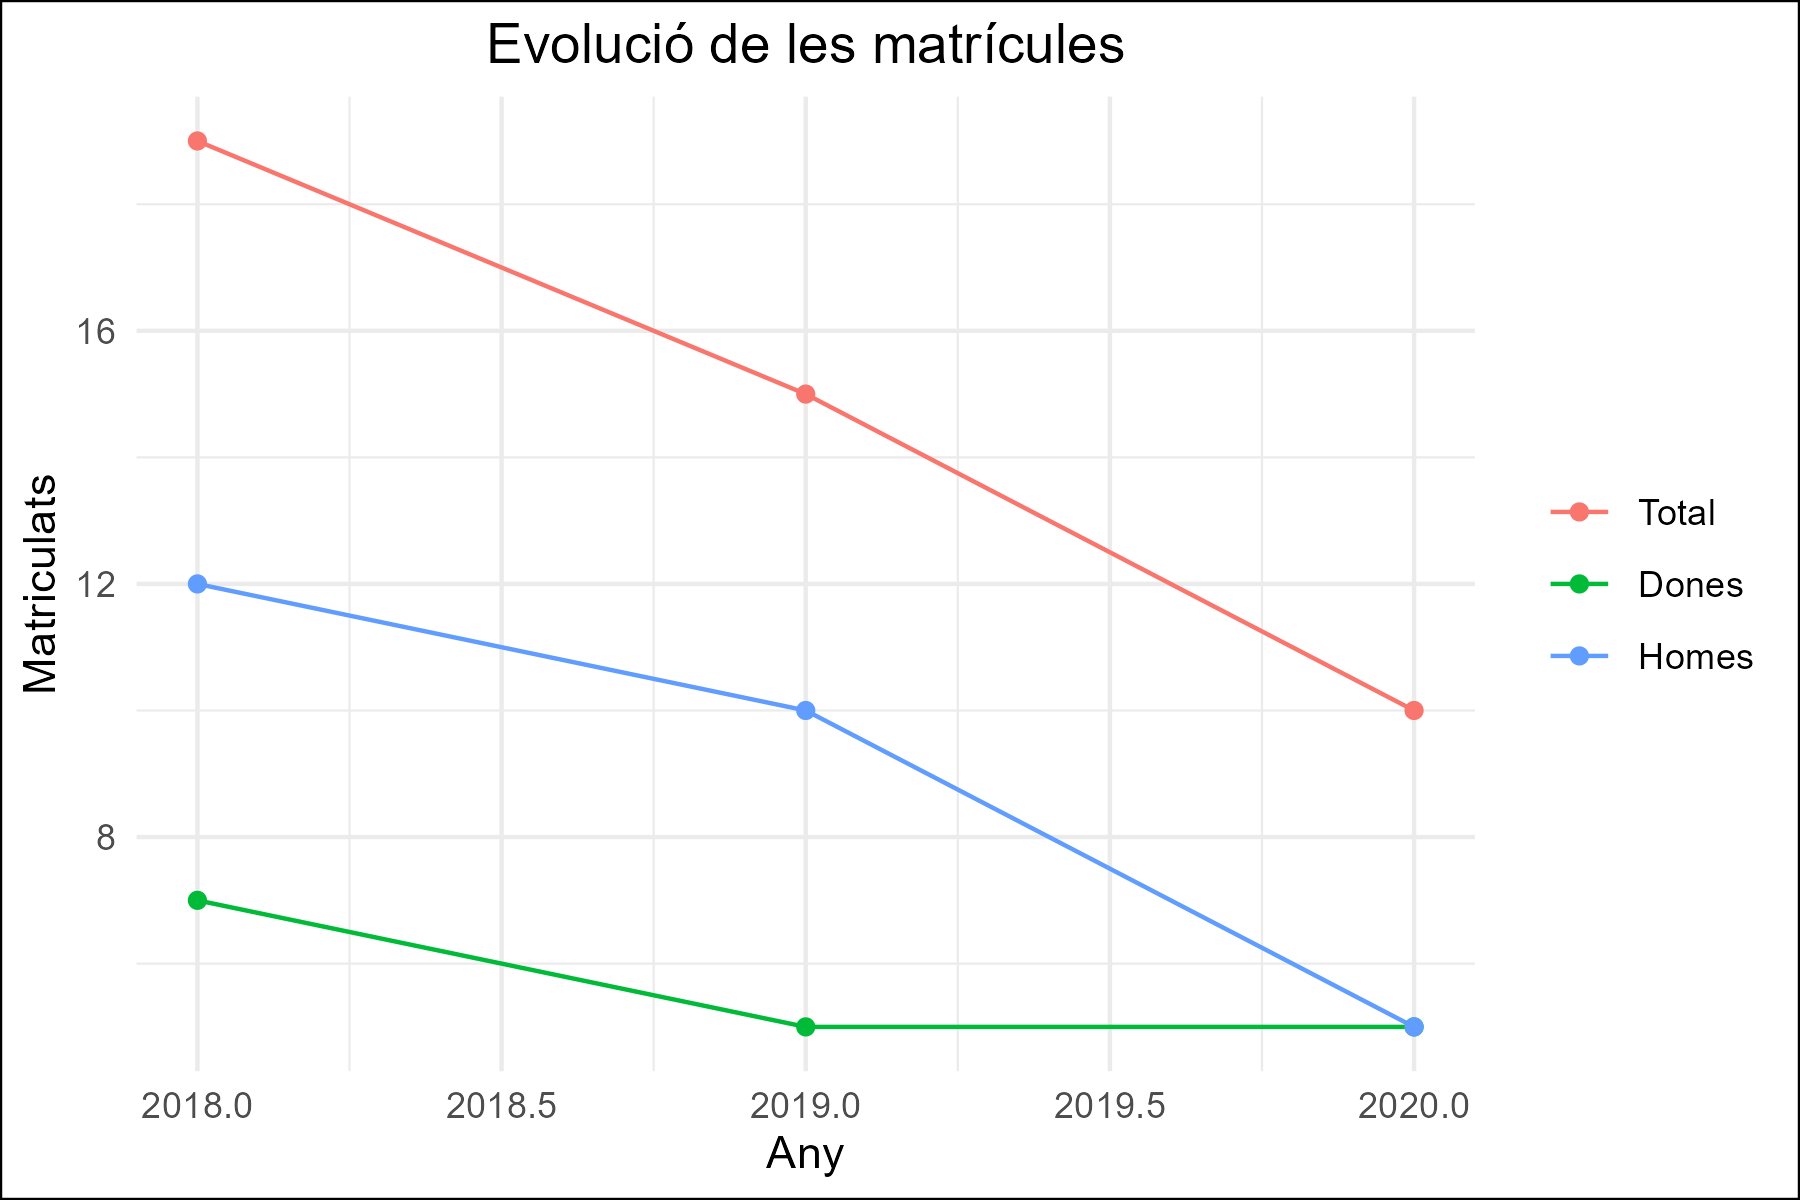 Evolució de les matrícules
Matriculats
16
12
8
2018.0
2018.5
2019.0
2019.5
2020.0
Any
Total
Dones
Homes